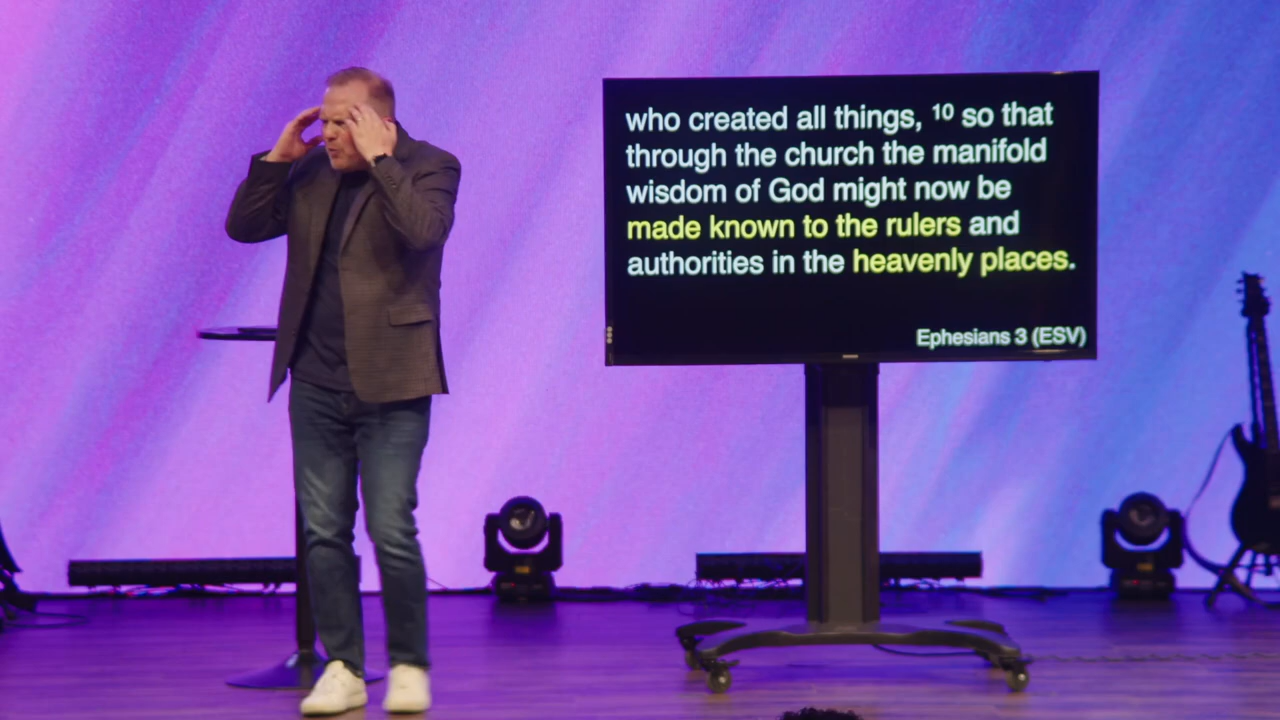 who created all things, ¹⁰ so that
through the church the manifold
wisdom of God might now be
made known to the rulers and
authorities in the heavenly places.
Ephesians 3 (ESV)